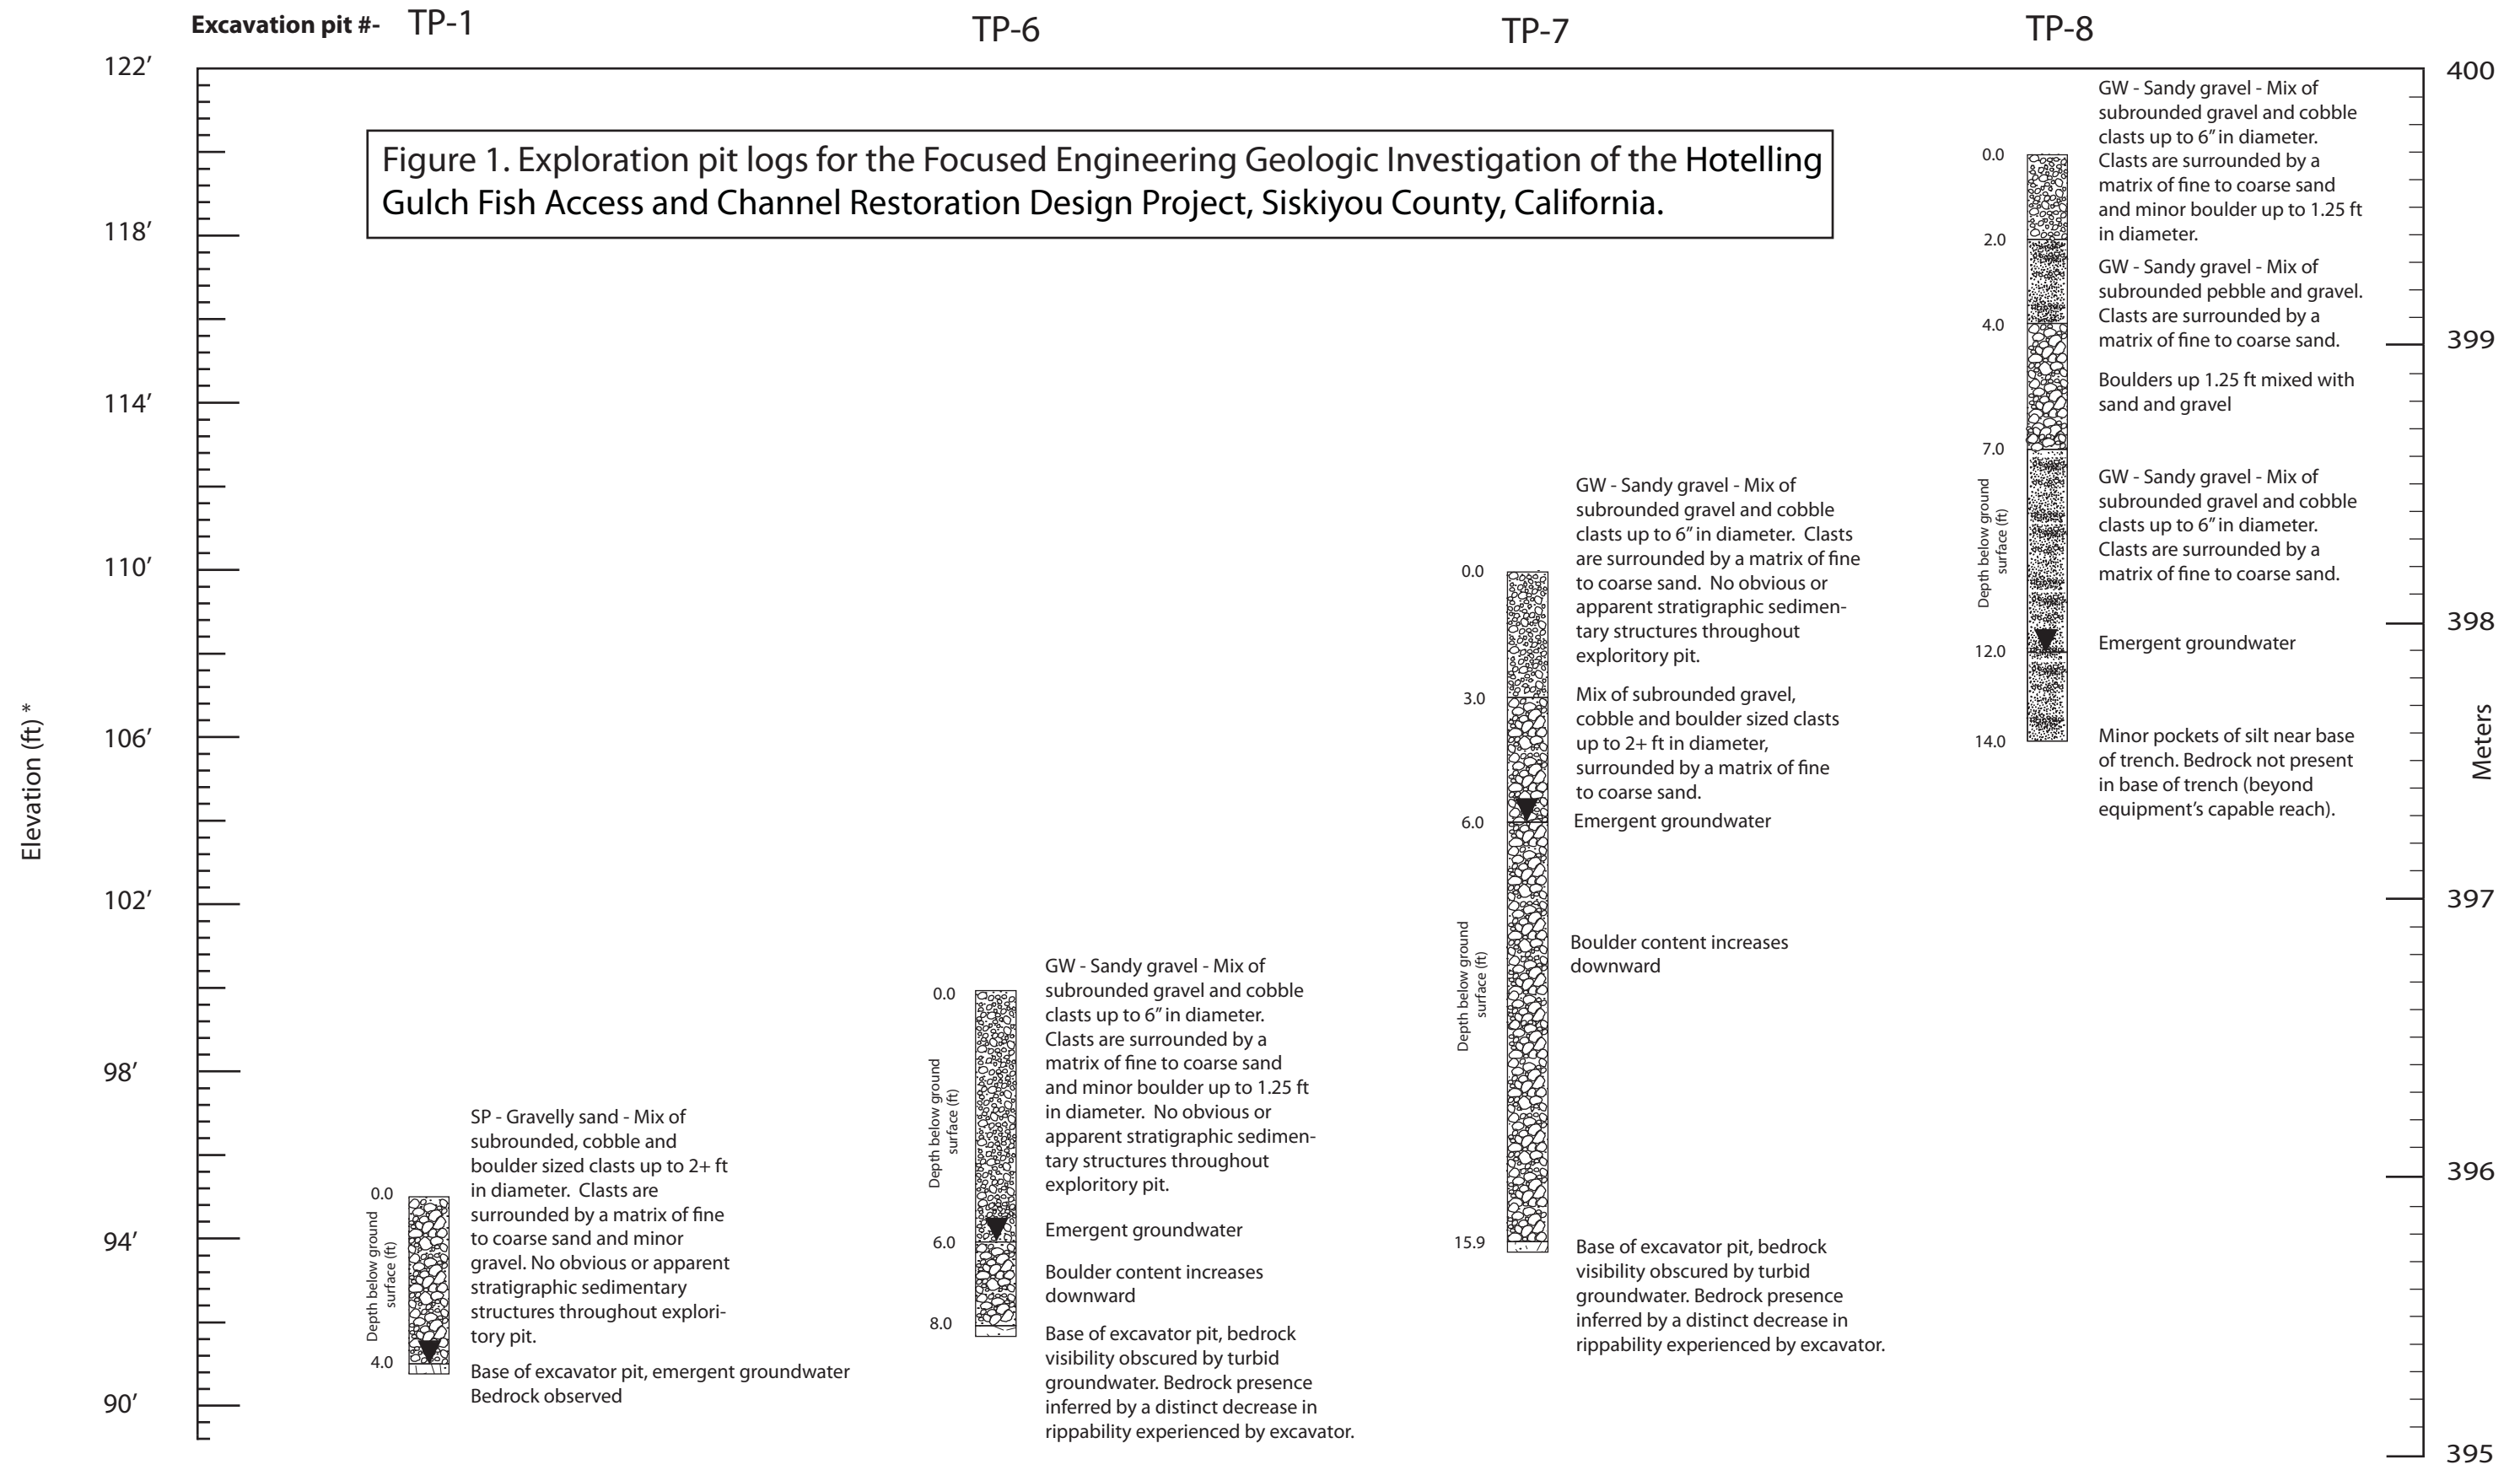 Excavation pit #- TP-1 TP-6 TP-7 TP-8
Figure 1. Exploration pit logs for the Focused Engineering Geologic Investigation of the Hotelling
Gulch Fish Access and Channel Restoration Design Project, Siskiyou County, California.
Elevation (ft) *
122’
118’
114’
110’
106’
102’
98’
94’
90’
0.0
4.0
Depth below ground
surface (ft)
SP - Gravelly sand - Mix of
subrounded, cobble and
boulder sized clasts up to 2+ ft
in diameter.  Clasts are
surrounded by a matrix of fine
to coarse sand and minor
gravel. No obvious or apparent
stratigraphic sedimentary
structures throughout explori-
tory pit.
Base of excavator pit, emergent groundwater
Bedrock observed
0.0
6.0
8.0
Depth below ground
surface (ft)
GW - Sandy gravel - Mix of
subrounded gravel and cobble
clasts up to 6” in diameter.
Clasts are surrounded by a
matrix of fine to coarse sand
and minor boulder up to 1.25 ft
in diameter.  No obvious or
apparent stratigraphic sedimen-
tary structures throughout
exploritory pit.
Emergent groundwater
Boulder content increases
downward
Base of excavator pit, bedrock
visibility obscured by turbid
groundwater. Bedrock presence
inferred by a distinct decrease in
rippability experienced by excavator.
0.0
3.0
6.0
15.9
Depth below ground
surface (ft)
GW - Sandy gravel - Mix of
subrounded gravel and cobble
clasts up to 6” in diameter.  Clasts
are surrounded by a matrix of fine
to coarse sand.  No obvious or
apparent stratigraphic sedimen-
tary structures throughout
exploritory pit.
Mix of subrounded gravel,
cobble and boulder sized clasts
up to 2+ ft in diameter,
surrounded by a matrix of fine
to coarse sand.
Emergent groundwater
Boulder content increases
downward
Base of excavator pit, bedrock
visibility obscured by turbid
groundwater. Bedrock presence
inferred by a distinct decrease in
rippability experienced by excavator.
0.0
2.0
4.0
7.0
12.0
14.0
Depth below ground
surface (ft)
GW - Sandy gravel - Mix of
subrounded gravel and cobble
clasts up to 6” in diameter.
Clasts are surrounded by a
matrix of fine to coarse sand
and minor boulder up to 1.25 ft
in diameter.
GW - Sandy gravel - Mix of
subrounded pebble and gravel.
Clasts are surrounded by a
matrix of fine to coarse sand.
Boulders up 1.25 ft mixed with
sand and gravel
GW - Sandy gravel - Mix of
subrounded gravel and cobble
clasts up to 6” in diameter.
Clasts are surrounded by a
matrix of fine to coarse sand.
Emergent groundwater
Minor pockets of silt near base
of trench. Bedrock not present
in base of trench (beyond
equipment’s capable reach).
400
399
398
397
396
395
Meters